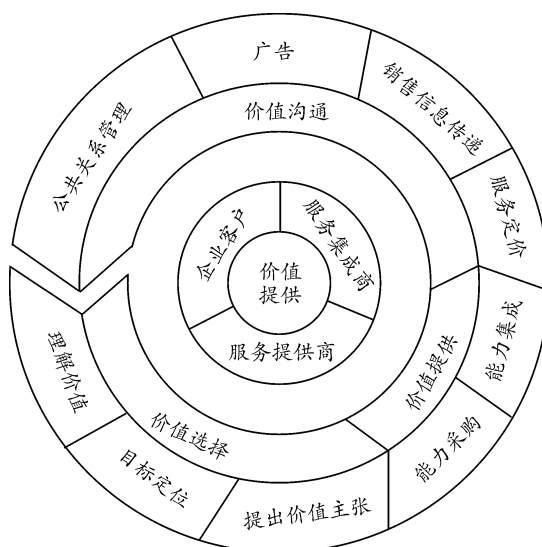 广告
销售信息传递
服务定价
能力集成
能力采购
提出价值主张
目标定位
理解价值
公共关系管理
价值沟通
价值提供
价值选择
企业客户
服务集成商
服务提供商
价值
提供